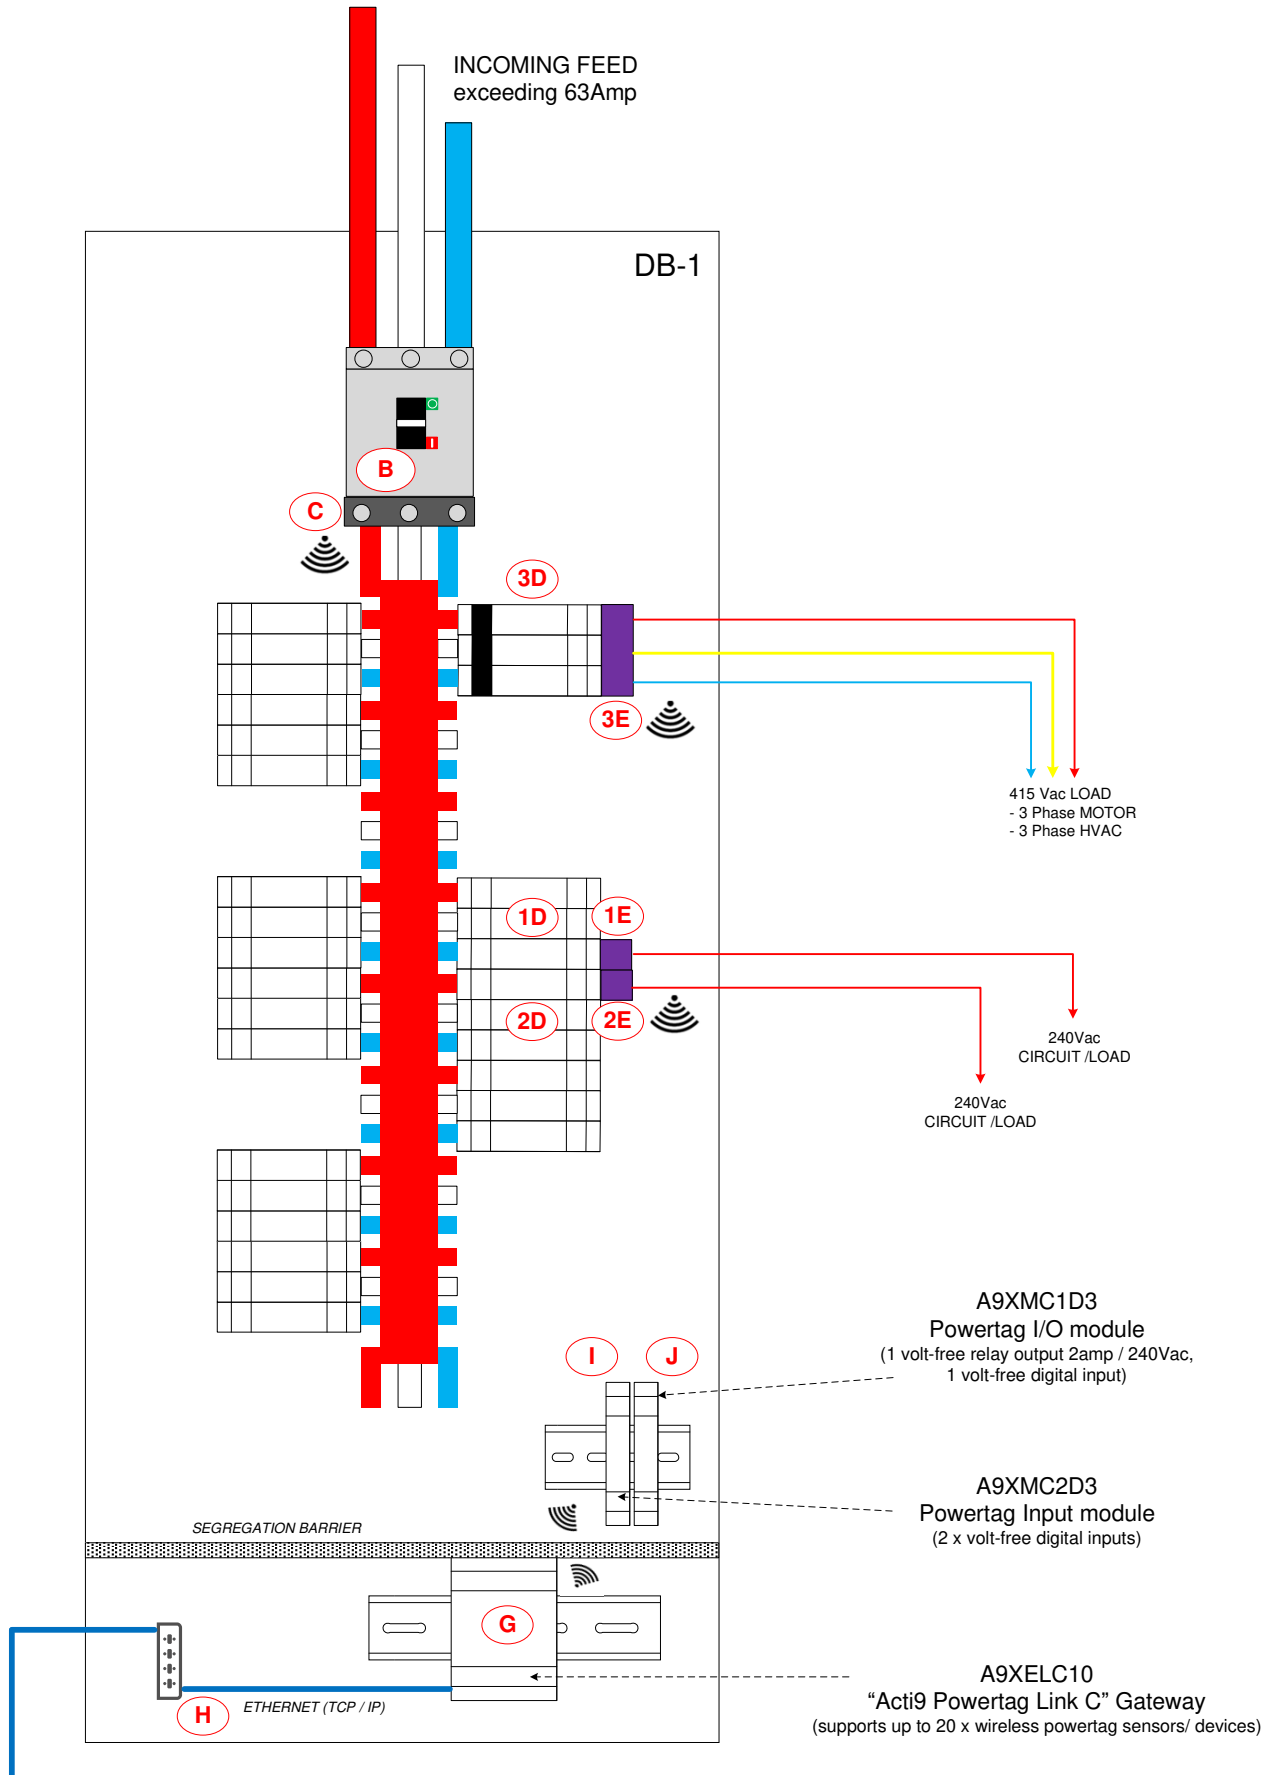 INCOMING FEED
exceeding 63Amp
DB-1
B
C
3D
3E
415 Vac LOAD
- 3 Phase MOTOR
- 3 Phase HVAC
1D
1E
2D
2E
240Vac
CIRCUIT /LOAD
240Vac
CIRCUIT /LOAD
A9XMC1D3
Powertag I/O module
(1 volt-free relay output 2amp / 240Vac,
1 volt-free digital input)
I
J
A9XMC2D3
Powertag Input module
(2 x volt-free digital inputs)
SEGREGATION BARRIER
G
H
ETHERNET (TCP / IP)
A9XELC10
“Acti9 Powertag Link C” Gateway
(supports up to 20 x wireless powertag sensors/ devices)